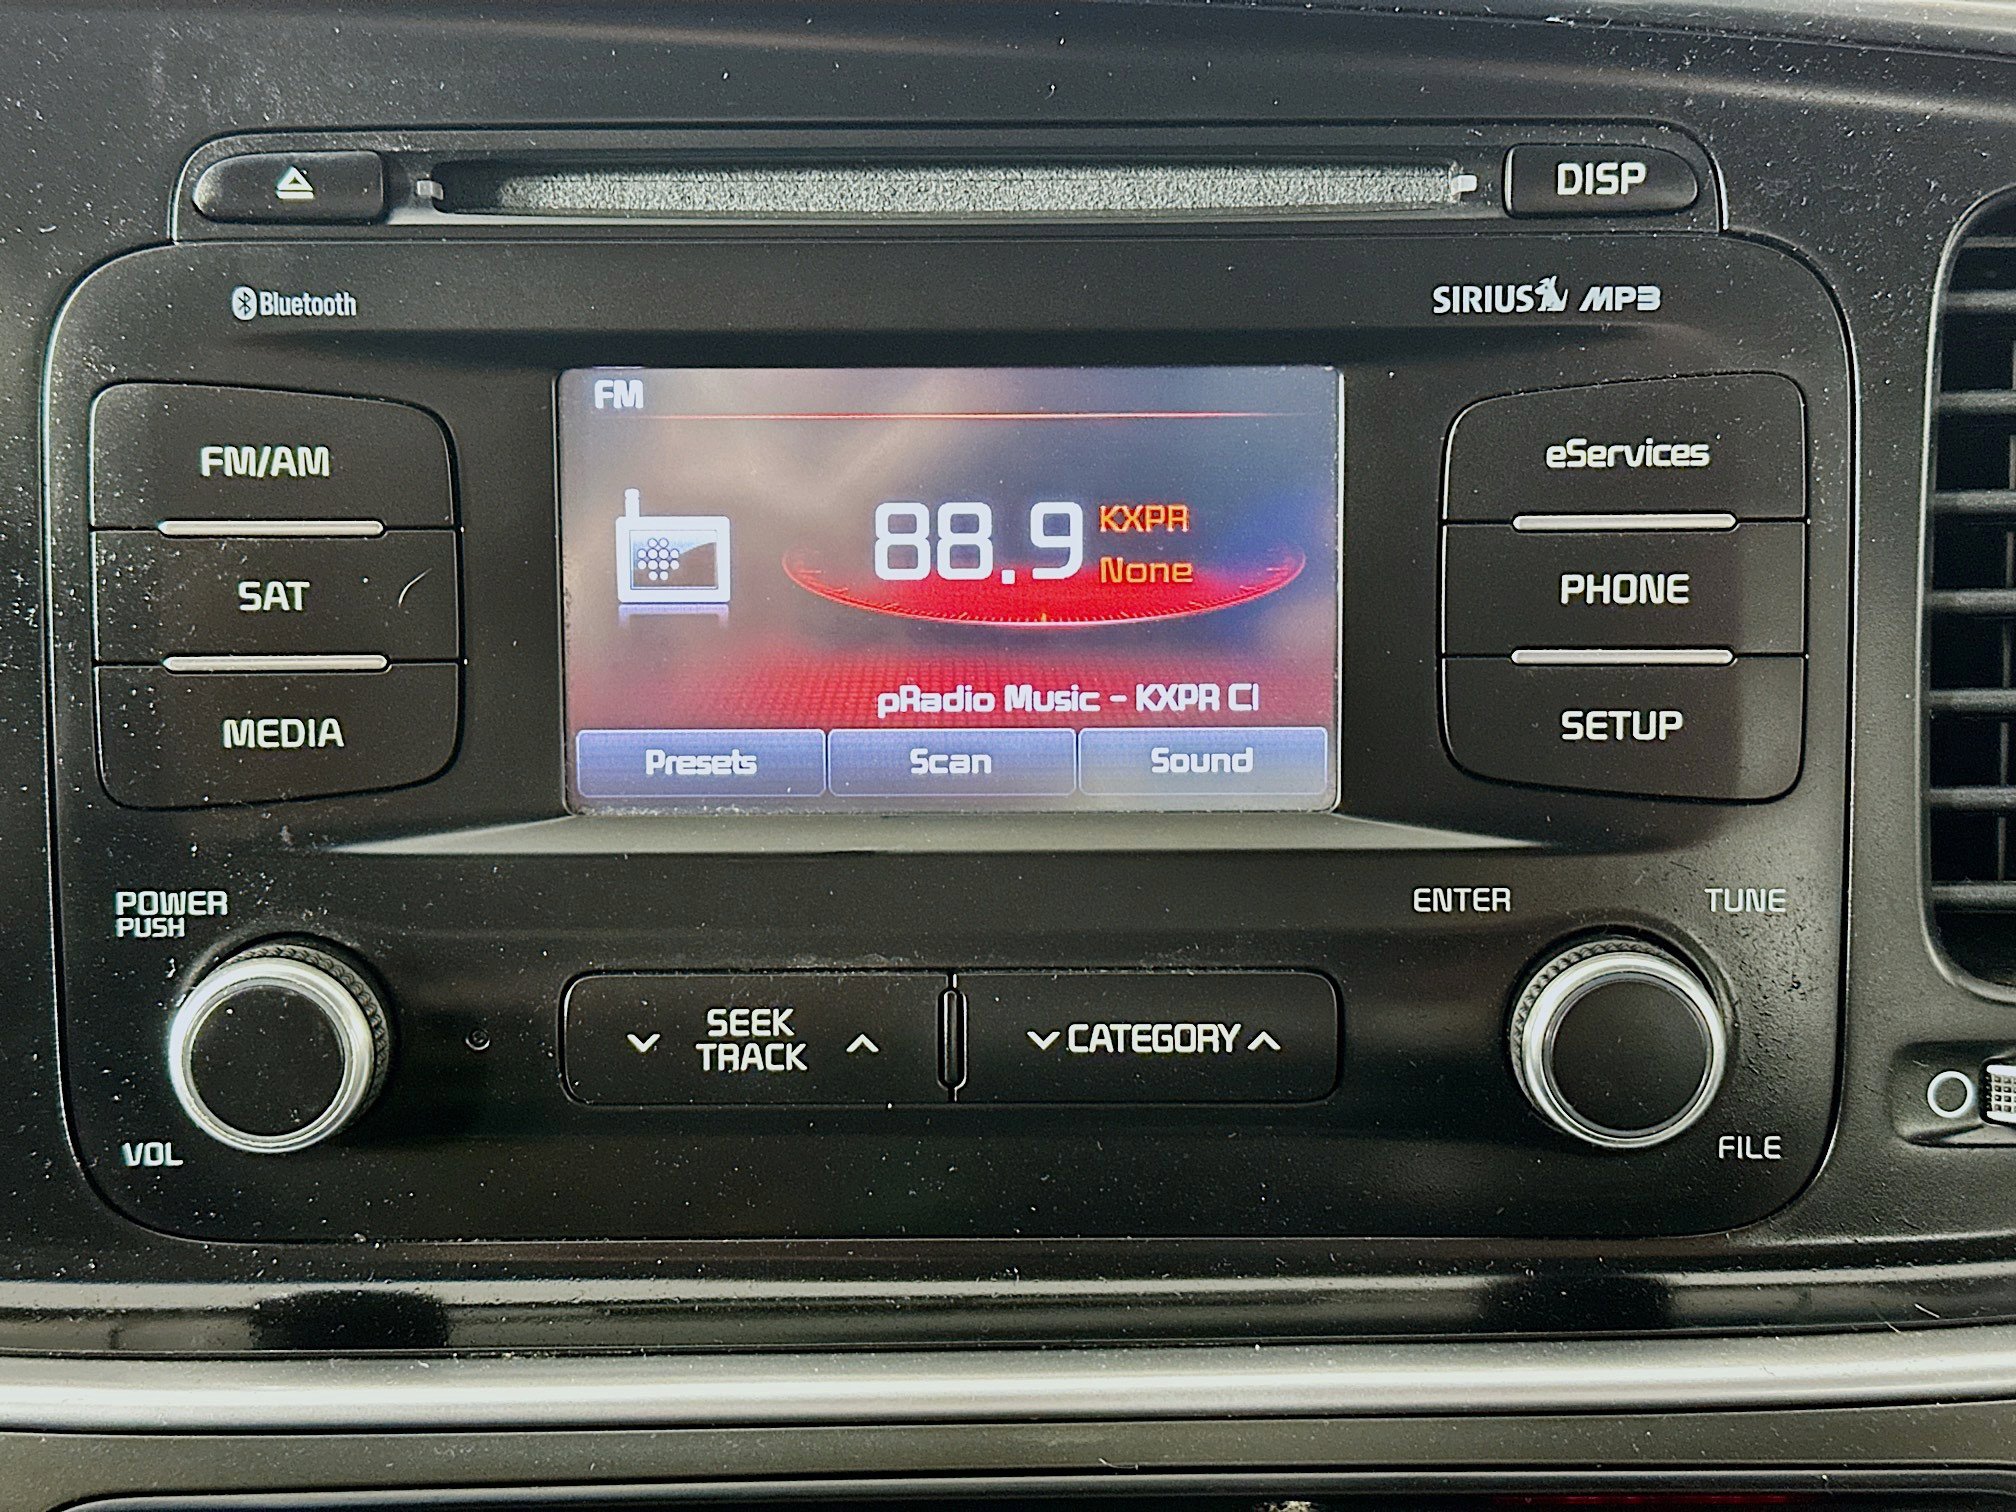 DISP
Bluetooth
SIRIUS MP3
FM
FM/AM
eServices
88.9 KXPR
None
SAT
PHONE
pRadio Music - KXPR Cl
MEDIA
SETUP
Presets Scan Sound
POWER
PUSH
ENTER TUNE
SEEK
TRACK
CATEGORY
VOL
FILE